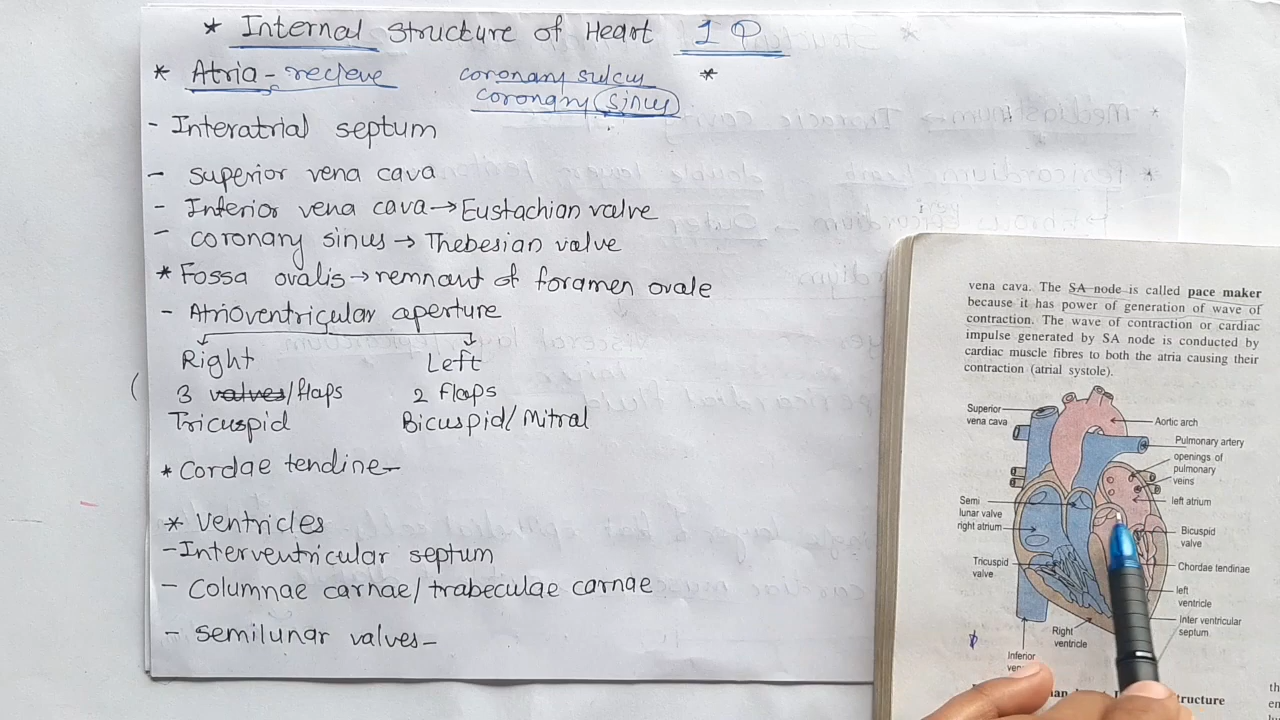 * Internal structure of Heart 1 P
* Atria - recieve coronary sulcus *
coronary sinus
- Interatrial septum
- superior vena cava
- Inferior vena cava → Eustachian valve
- coronary sinus → Thebesian valve
* Fossa ovalis → remnant of foramen ovale
- Atrioventricular aperture
Right Left
3 valves/flaps 2 flaps
Tricuspid Bicuspid/Mitral
* Cordae tendine -
* Ventricles
- Interventricular septum
- Columnae carnae/trabeculae carnae
- semilunar valves -
vena cava. The SA node is called pace maker
because it has power of generation of wave of
contraction. The wave of contraction or cardiac
impulse generated by SA node is conducted by
cardiac muscle fibres to both the atria causing their
contraction (atrial systole).
Superior
vena cava
Aortic arch
Pulmonary artery
openings of
pulmonary
veins
Semi
lunar valve
left atrium
right atrium
Bicuspid
valve
Tricuspid
valve
Chordae tendinae
left
ventricle
Inter ventricular
septum
Right
ventricle
Inferior